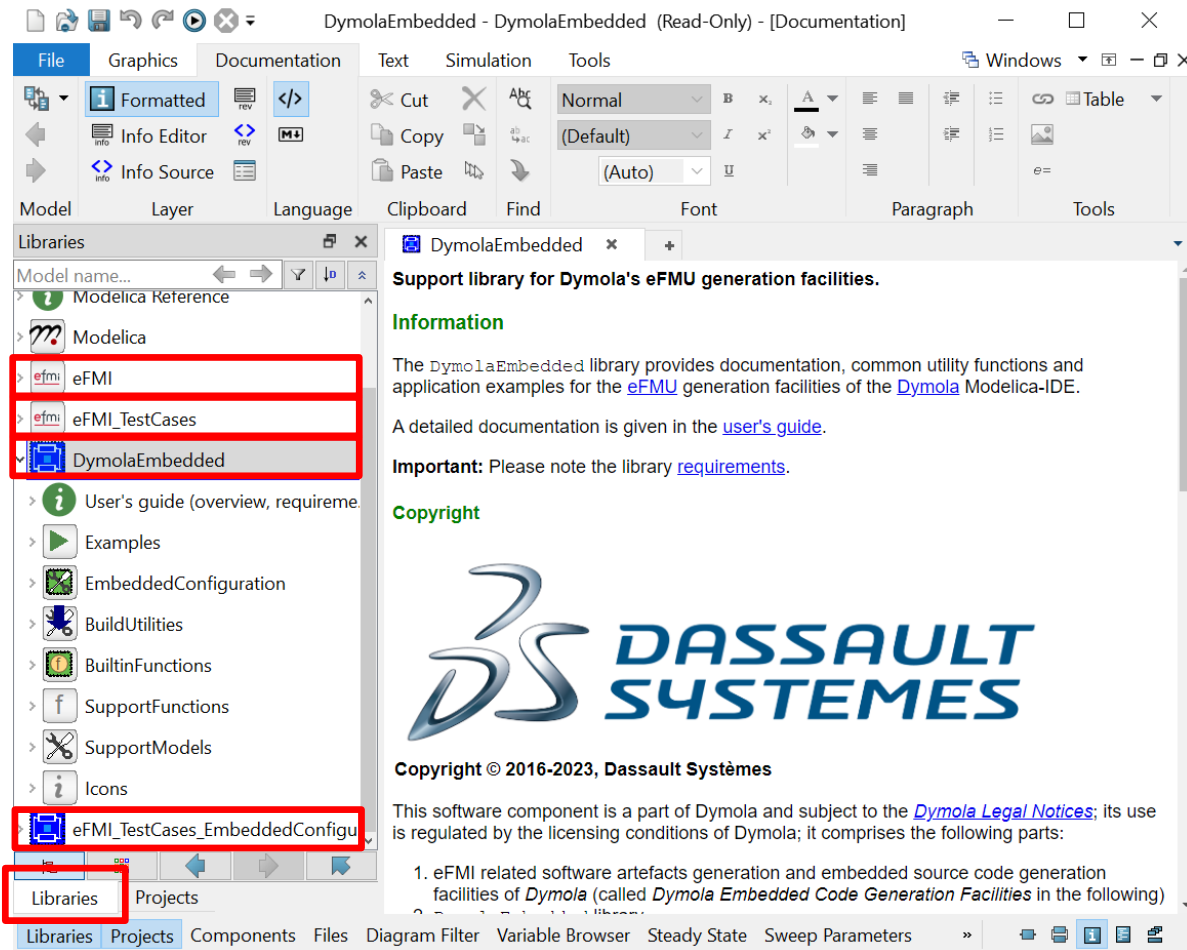 DymolaEmbedded - DymolaEmbedded (Read-Only) - [Documentation]
File Graphics Documentation Text Simulation Tools Windows
Formatted rev </> Cut Abc Normal B x₂ A Table
Info Editor rev M Copy ab ac (Default) I x² 
Info Source Paste (Auto) U e=
Model Layer Language Clipboard Find Font Paragraph Tools
Libraries
DymolaEmbedded
Model name...
Modelica Reference
Modelica
efmi eFMI
efmi eFMI_TestCases
DymolaEmbedded
User's guide (overview, requireme.
Examples
EmbeddedConfiguration
BuildUtilities
BuiltinFunctions
SupportFunctions
SupportModels
Icons
eFMI_TestCases_EmbeddedConfigu
Libraries Projects
Support library for Dymola's eFMU generation facilities.
Information
The DymolaEmbedded library provides documentation, common utility functions and
application examples for the eFMU generation facilities of the Dymola Modelica-IDE.
A detailed documentation is given in the user's guide.
Important: Please note the library requirements.
Copyright
DASSAULT
SYSTEMES
Copyright © 2016-2023, Dassault Systèmes
This software component is a part of Dymola and subject to the Dymola Legal Notices; its use
is regulated by the licensing conditions of Dymola; it comprises the following parts:
1. eFMI related software artefacts generation and embedded source code generation
facilities of Dymola (called Dymola Embedded Code Generation Facilities in the following)
Libraries Projects Components Files Diagram Filter Variable Browser Steady State Sweep Parameters »